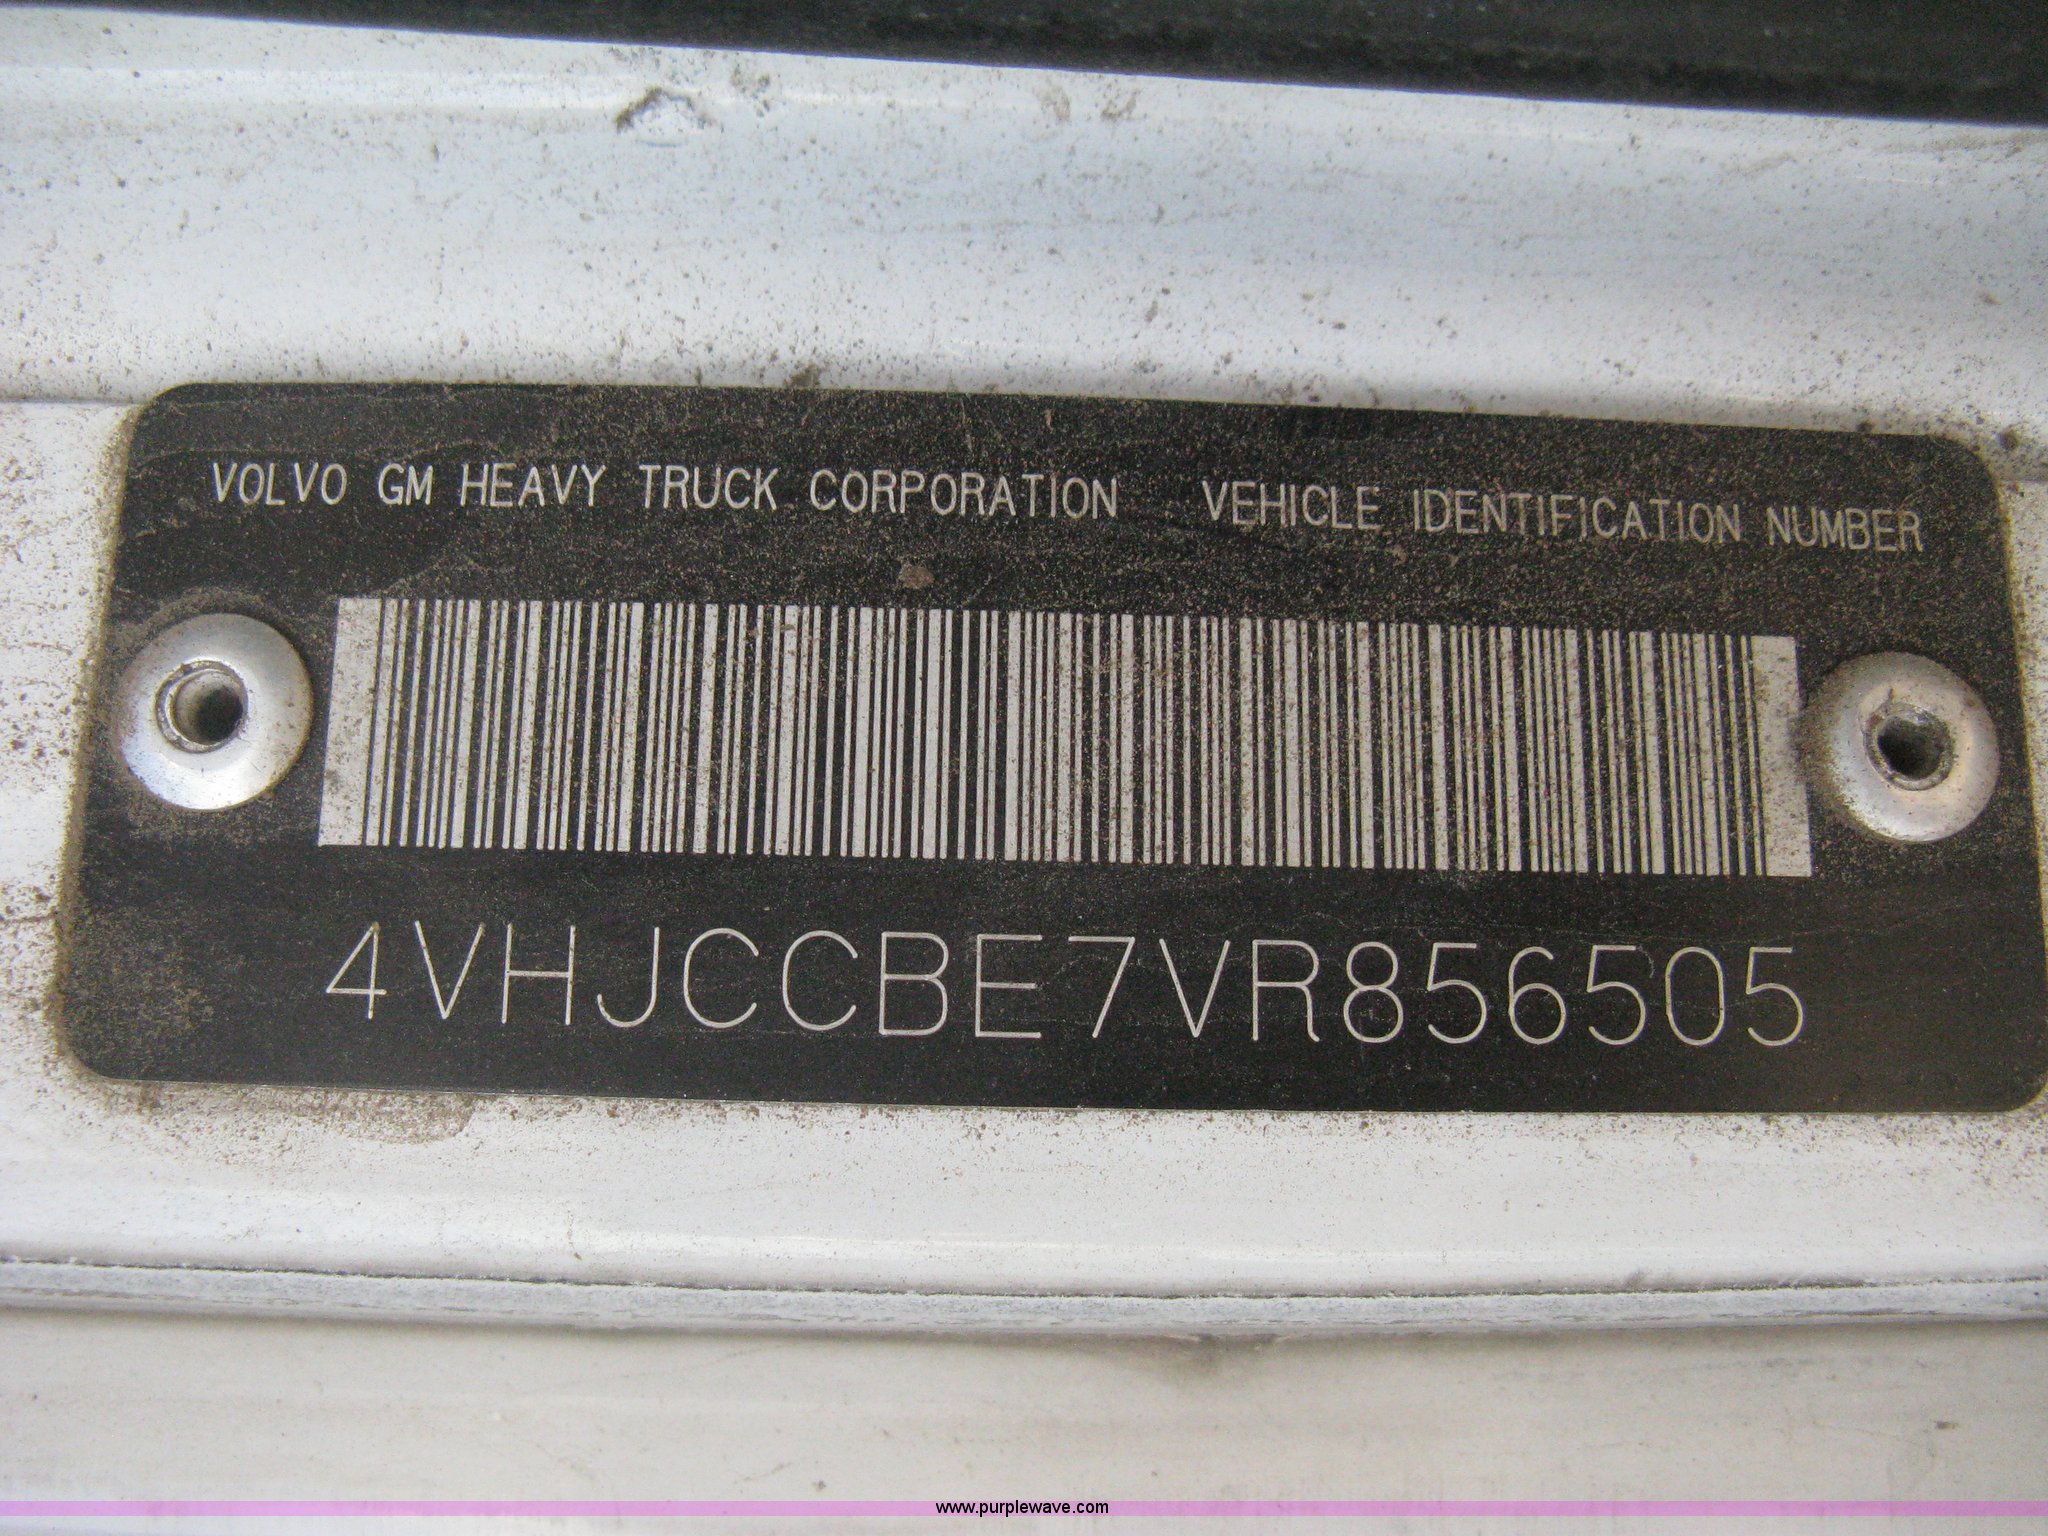 VOLVO GM HEAVY TRUCK CORPORATION VEHICLE IDENTIFICATION NUMBER
4VHJCCBE7VR856505
www.purplewave.com